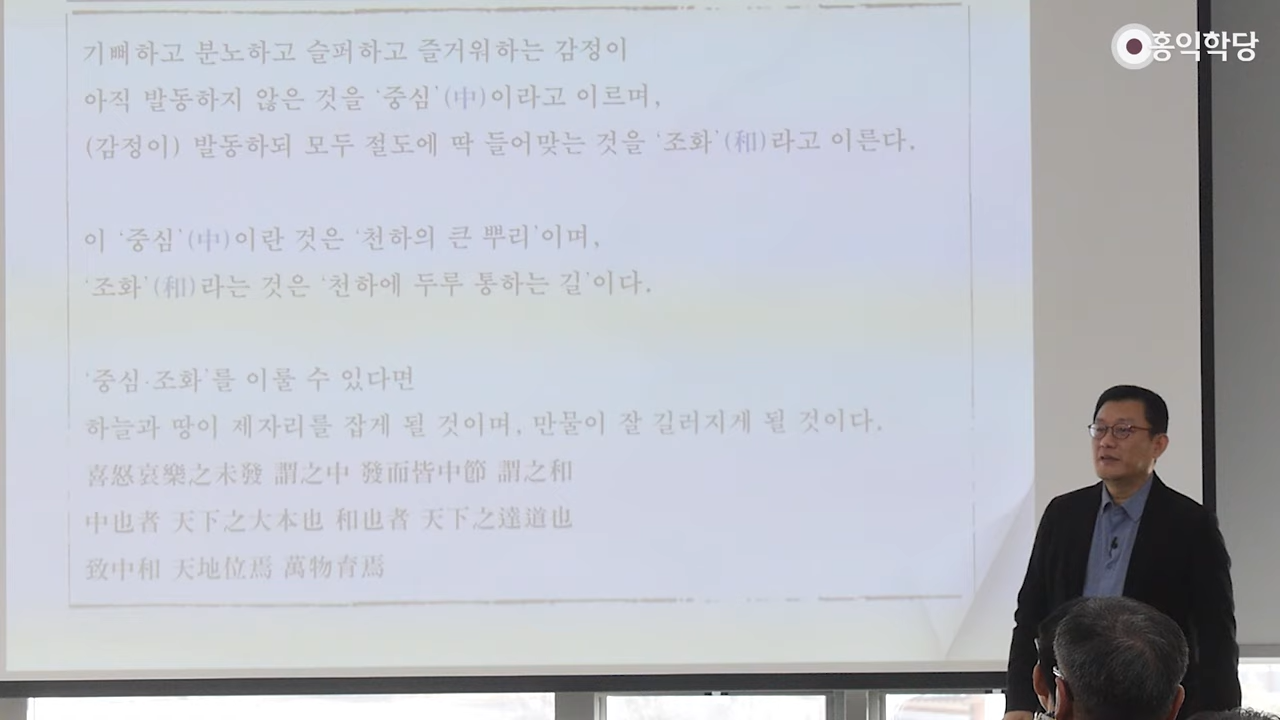 홍익학당
기뻐하고 분노하고 슬퍼하고 즐거워하는 감정이
아직 발동하지 않은 것을 ‘중심’(中)이라고 이르며,
(감정이) 발동하되 모두 절도에 딱 들어맞는 것을 ‘조화’(和)라고 이른다.
이 ‘중심’(中)이란 것은 ‘천하의 큰 뿌리’이며,
‘조화’(和)라는 것은 ‘천하에 두루 통하는 길’이다.
‘중심·조화’를 이룰 수 있다면
하늘과 땅이 제자리를 잡게 될 것이며, 만물이 잘 길러지게 될 것이다.
喜怒哀樂之未發 謂之中 發而皆中節 謂之和
中也者 天下之大本也 和也者 天下之達道也
致中和 天地位焉 萬物育焉